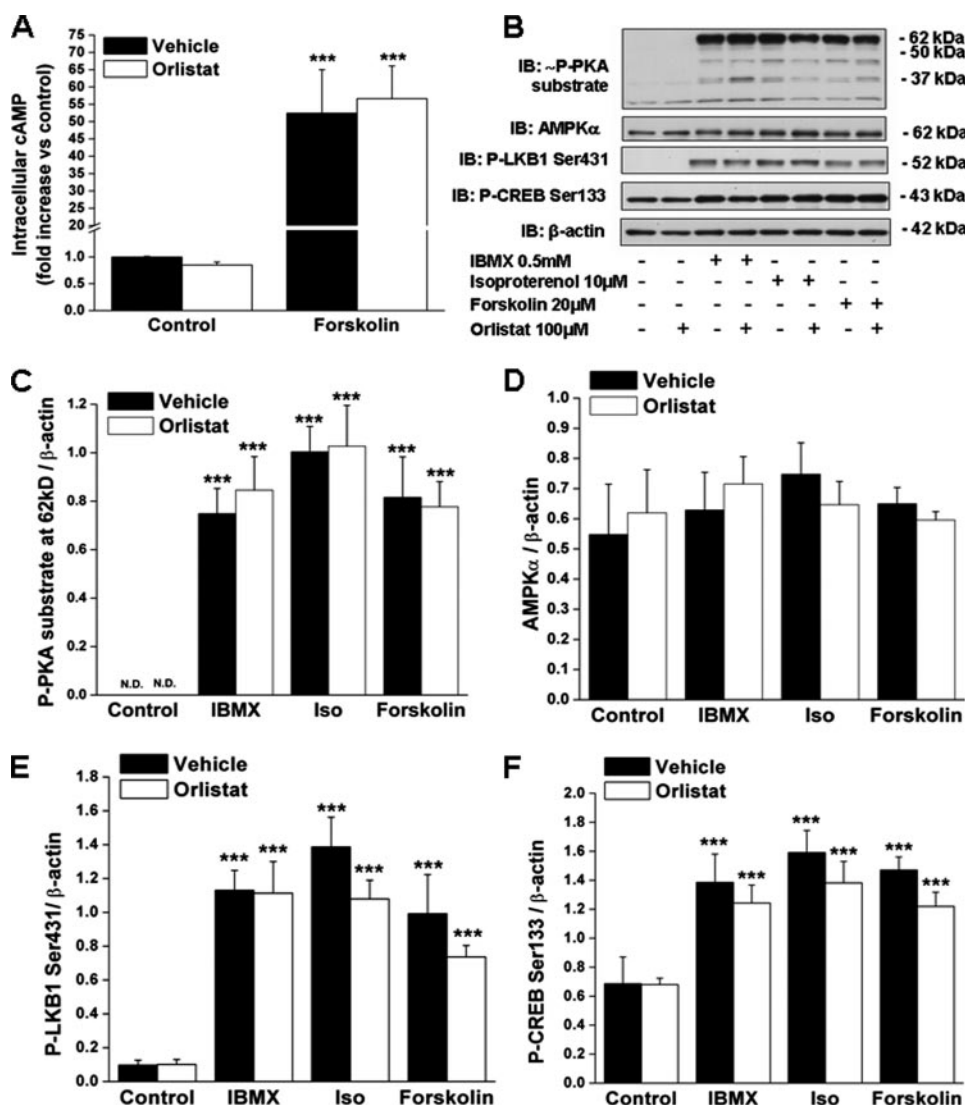 A
Vehicle
Orlistat
Intracellular cAMP
(fold increase vs control)
75
70
65
60
55
50
45
40
35
30
25
20
1.0
0.5
0.0
***
***
Control
Forskolin
B
IB: ~P-PKA
substrate
- 62 kDa
- 50 kDa
- 37 kDa
IB: AMPKα
- 62 kDa
IB: P-LKB1 Ser431
- 52 kDa
IB: P-CREB Ser133
- 43 kDa
IB: β-actin
- 42 kDa
IBMX 0.5mM - - + + - - - -
Isoproterenol 10µM - - - - + + - -
Forskolin 20µM - - - - - - + +
Orlistat 100µM - + - + - + - +
C
Vehicle
Orlistat
P-PKA substrate at 62kD / β-actin
1.2
1.0
0.8
0.6
0.4
0.2
0.0
N.D. N.D.
*** *** *** *** *** ***
Control IBMX Iso Forskolin
D
Vehicle
Orlistat
AMPKα / β-actin
0.9
0.8
0.7
0.6
0.5
0.4
0.3
0.2
0.1
0.0
Control IBMX Iso Forskolin
E
Vehicle
Orlistat
P-LKB1 Ser431/ β-actin
1.8
1.6
1.4
1.2
1.0
0.8
0.6
0.4
0.2
0.0
*** *** *** *** *** ***
Control IBMX Iso Forskolin
F
Vehicle
Orlistat
P-CREB Ser133 / β-actin
2.0
1.8
1.6
1.4
1.2
1.0
0.8
0.6
0.4
0.2
0.0
*** *** *** *** *** ***
Control IBMX Iso Forskolin